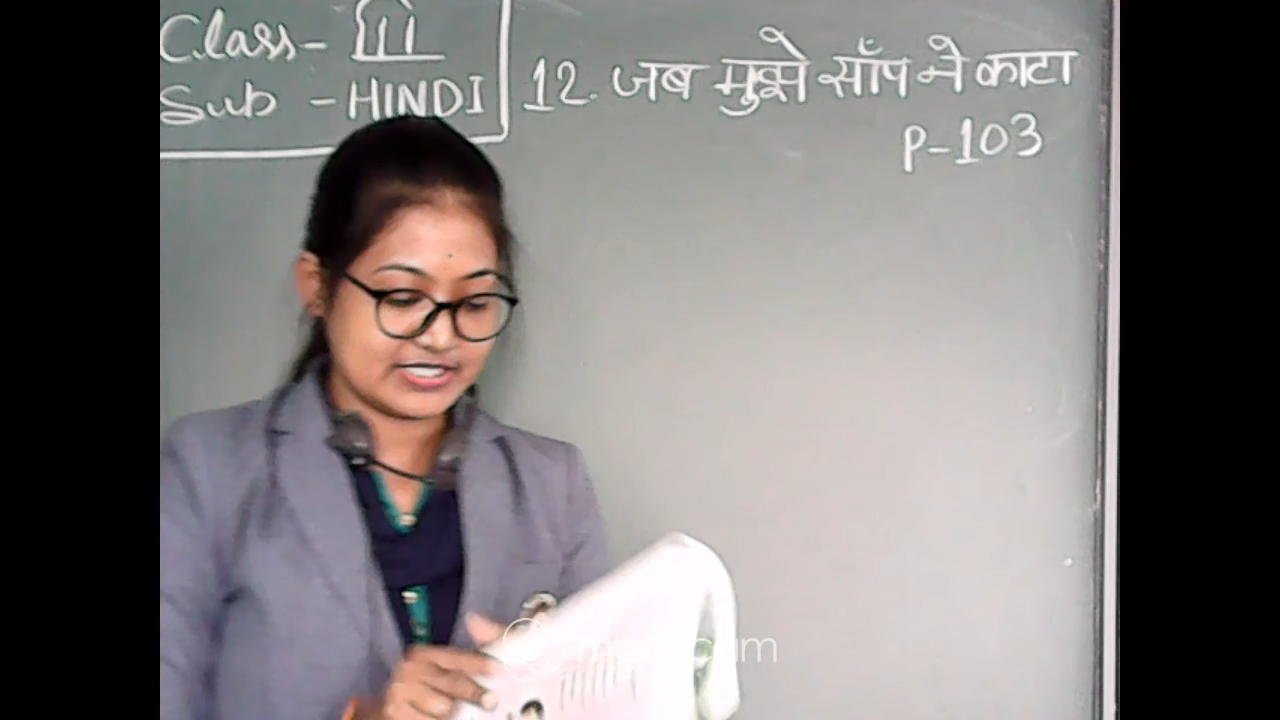 Class- III
Sub - HINDI
12. जब मुझे साँप ने काटा
P-103